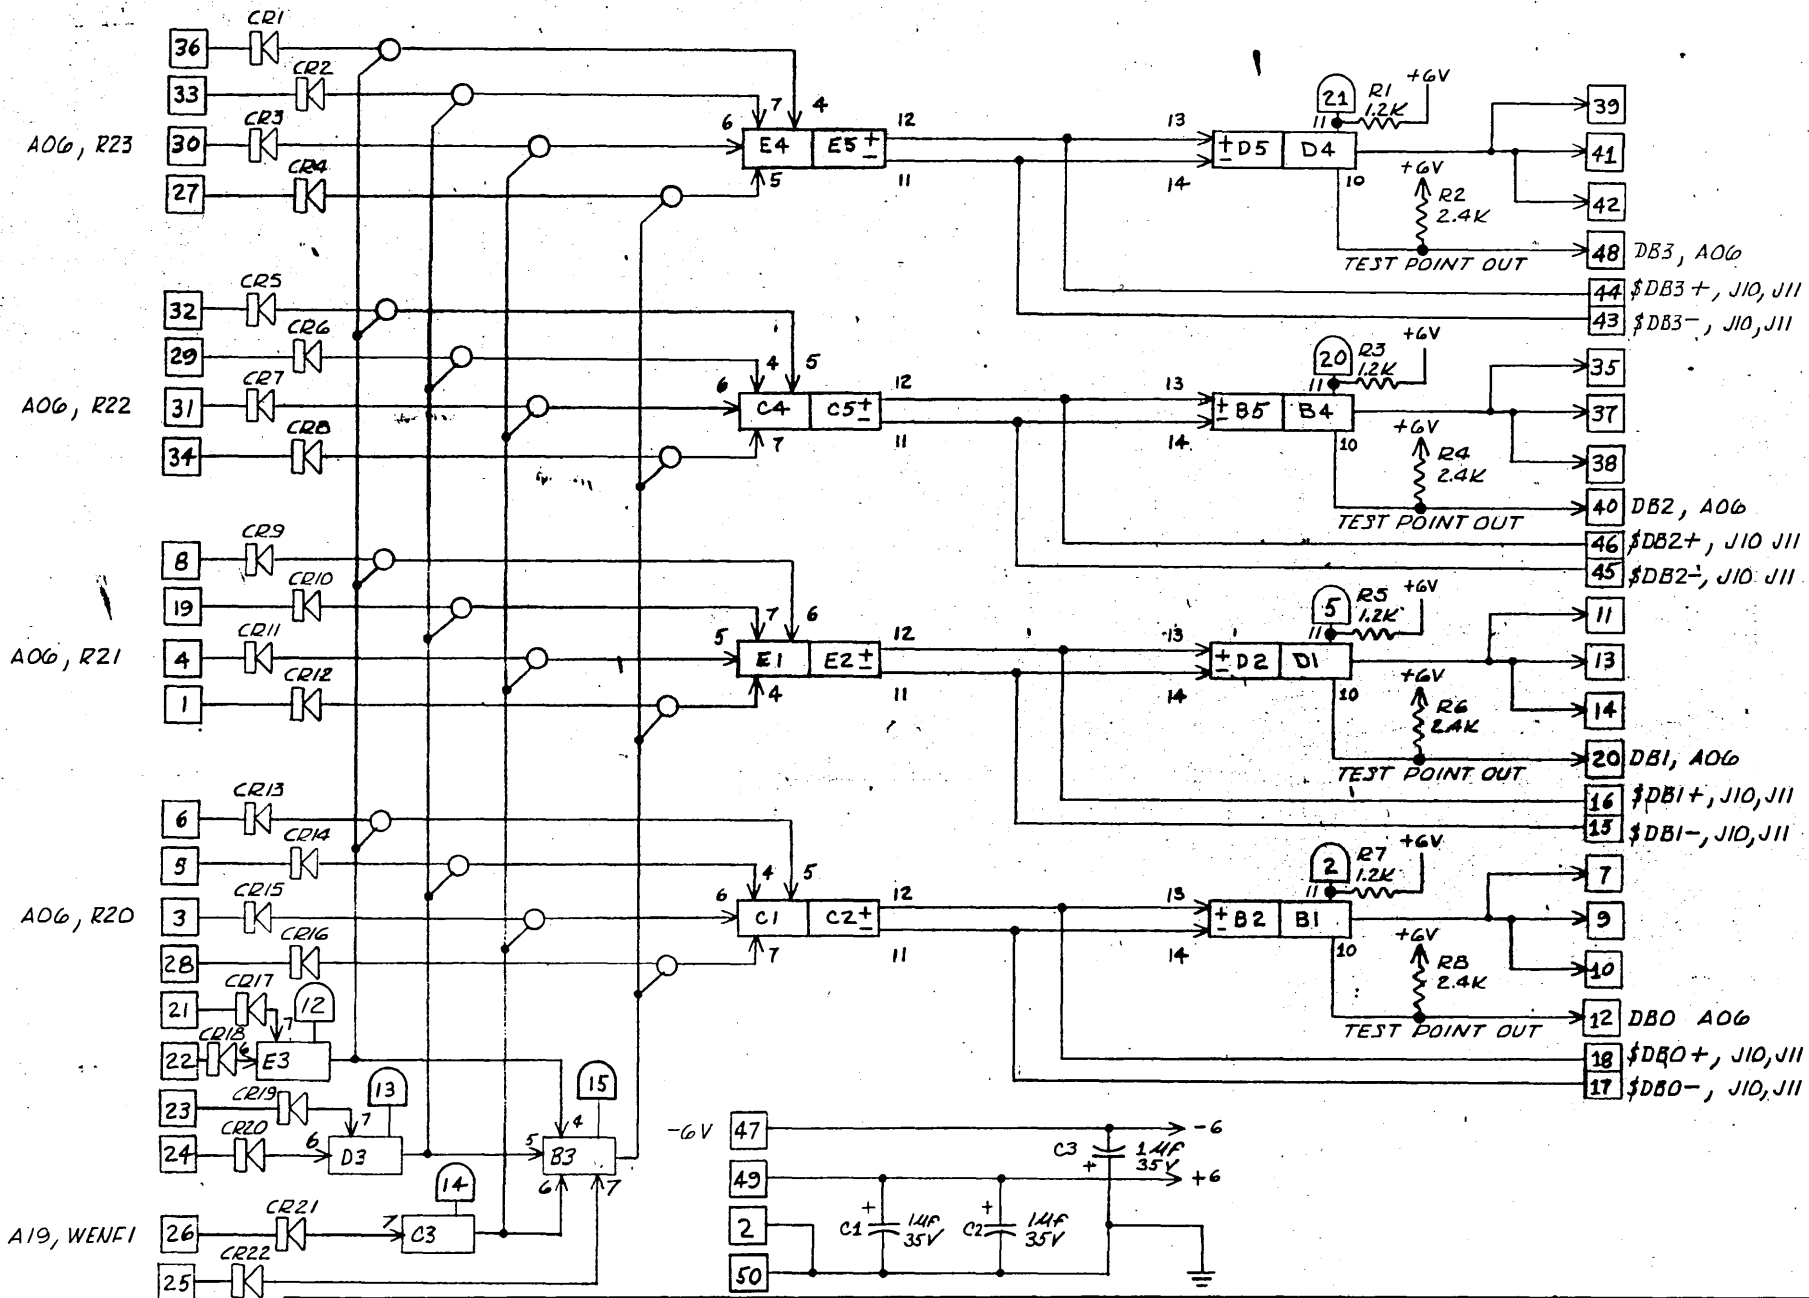 CR1
36
CR2
33
CR3
A06, R23
30
CR4
27
7 4
6 E4 E5 + - 12
5 11
13 + - D5 D4
14 10
21
11
R1
1.2K
+6V
+6V
R2
2.4K
39
41
42
TEST POINT OUT
48 DB3, A06
44 $DB3+, J10, J11
43 $DB3-, J10, J11
CR5
32
CR6
29
CR7
A06, R22
31
CR8
34
4 5
6 C4 C5 + - 12
7 11
13 + - B5 B4
14 10
20
11
R3
1.2K
+6V
+6V
R4
2.4K
35
37
38
TEST POINT OUT
40 DB2, A06
46 $DB2+, J10 J11
45 $DB2-, J10 J11
CR9
8
CR10
19
CR11
A06, R21
4
CR12
1
7 6
5 E1 E2 + - 12
4 11
13 + - D2 D1
14 10
5
11
R5
1.2K
+6V
+6V
R6
2.4K
11
13
14
TEST POINT OUT
20 DB1, A06
16 $DB1+, J10, J11
15 $DB1-, J10, J11
CR13
6
CR14
5
CR15
A06, R20
3
CR16
28
4 5
6 C1 C2 + - 12
7 11
13 + - B2 B1
14 10
2
11
R7
1.2K
+6V
+6V
R8
2.4K
7
9
10
TEST POINT OUT
12 DB0 A06
18 $DB0+, J10, J11
17 $DB0-, J10, J11
CR17
21
12
7
CR18
22 6 E3
CR19
23
13
7
CR20
24 6 D3
15
4
5 B3
6 7
14
CR21
A19, WENF1 26 7 C3
CR22
25
-6V 47 -6
C3 + 1µF
35V
49 +6
2
+ C1 1µF
35V
+ C2 1µF
35V
50